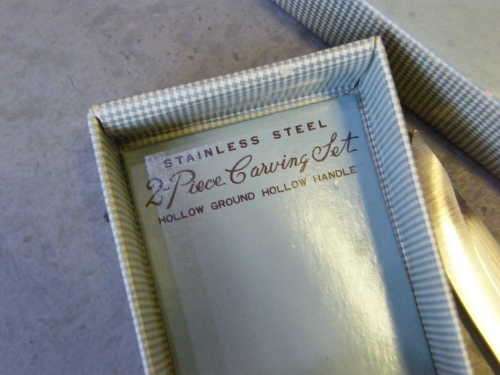 STAINLESS STEEL
2-Piece Carving Set
HOLLOW GROUND HOLLOW HANDLE